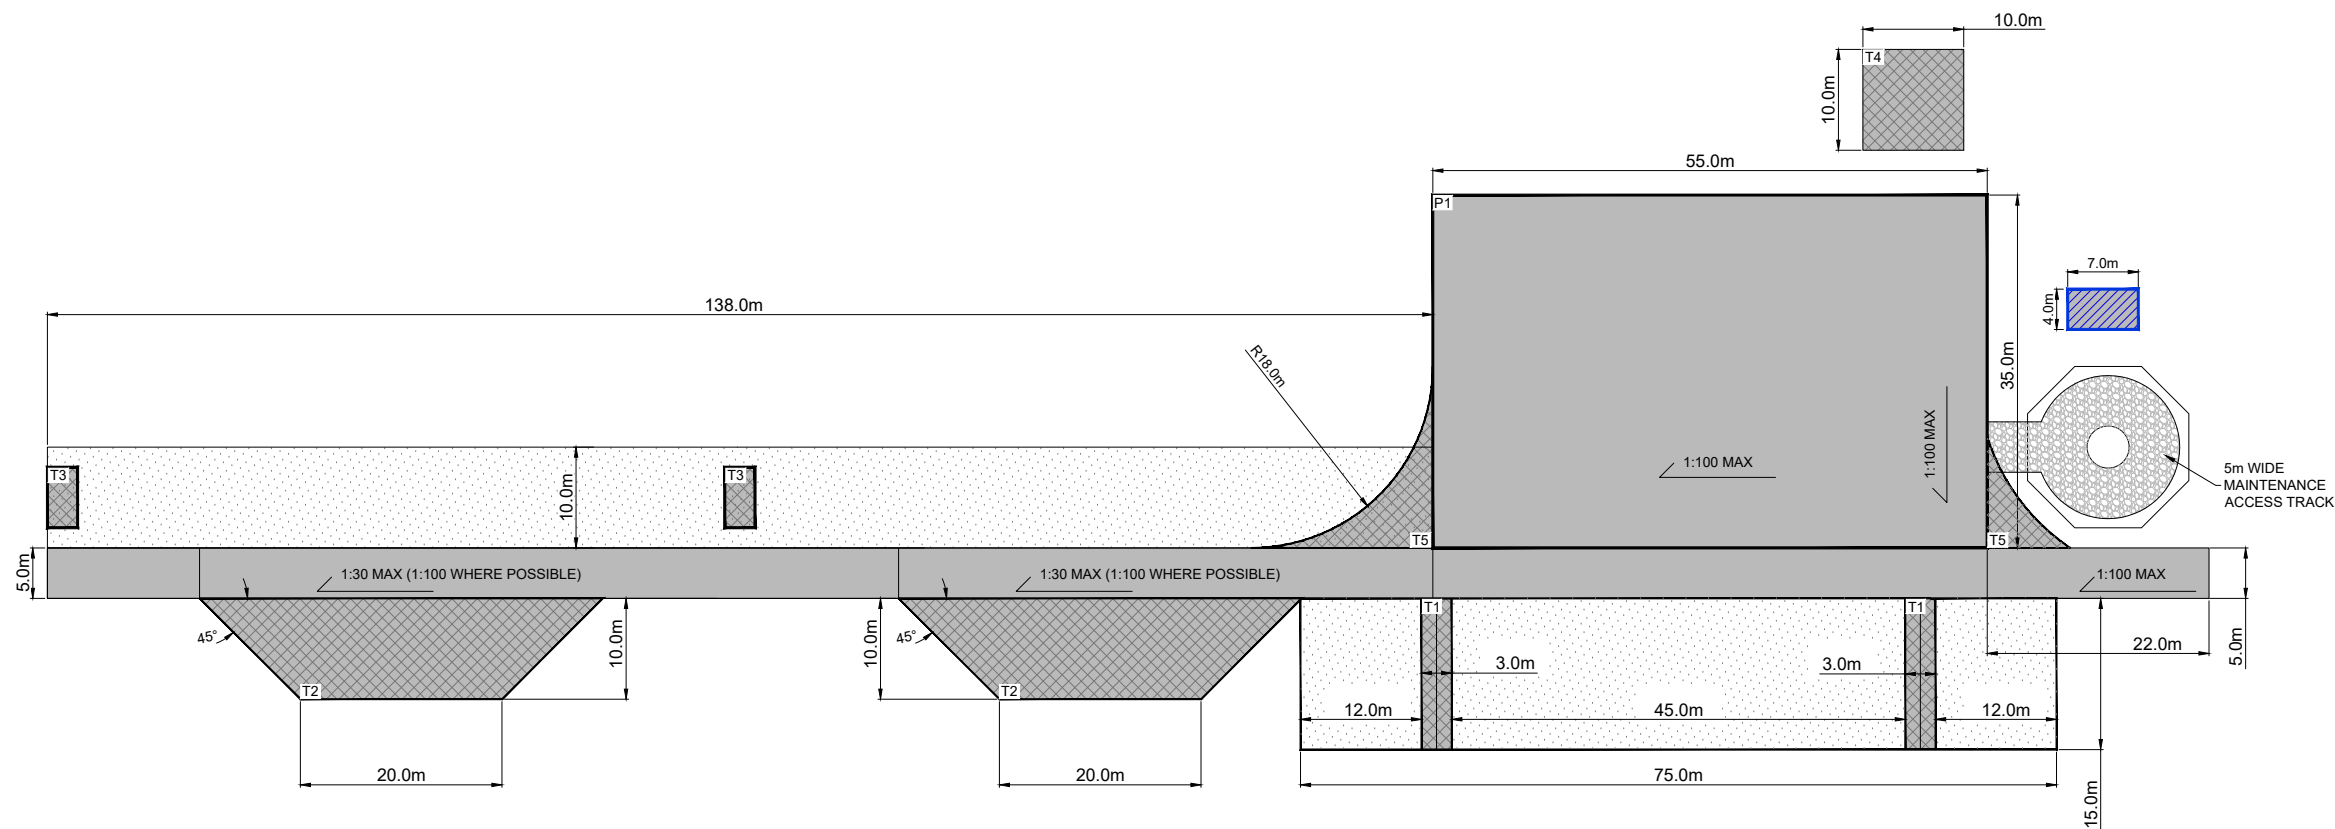 10.0m
T4
10.0m
55.0m
P1
7.0m
4.0m
138.0m
R18.0m
35.0m
1:100 MAX
1:100 MAX
T3
T3
10.0m
5m WIDE
MAINTENANCE
ACCESS TRACK
T5
T5
5.0m
1:30 MAX (1:100 WHERE POSSIBLE)
1:30 MAX (1:100 WHERE POSSIBLE)
1:100 MAX
T1
T1
45°
10.0m
45°
10.0m
22.0m
5.0m
3.0m
3.0m
T2
T2
12.0m
45.0m
12.0m
20.0m
20.0m
75.0m
15.0m